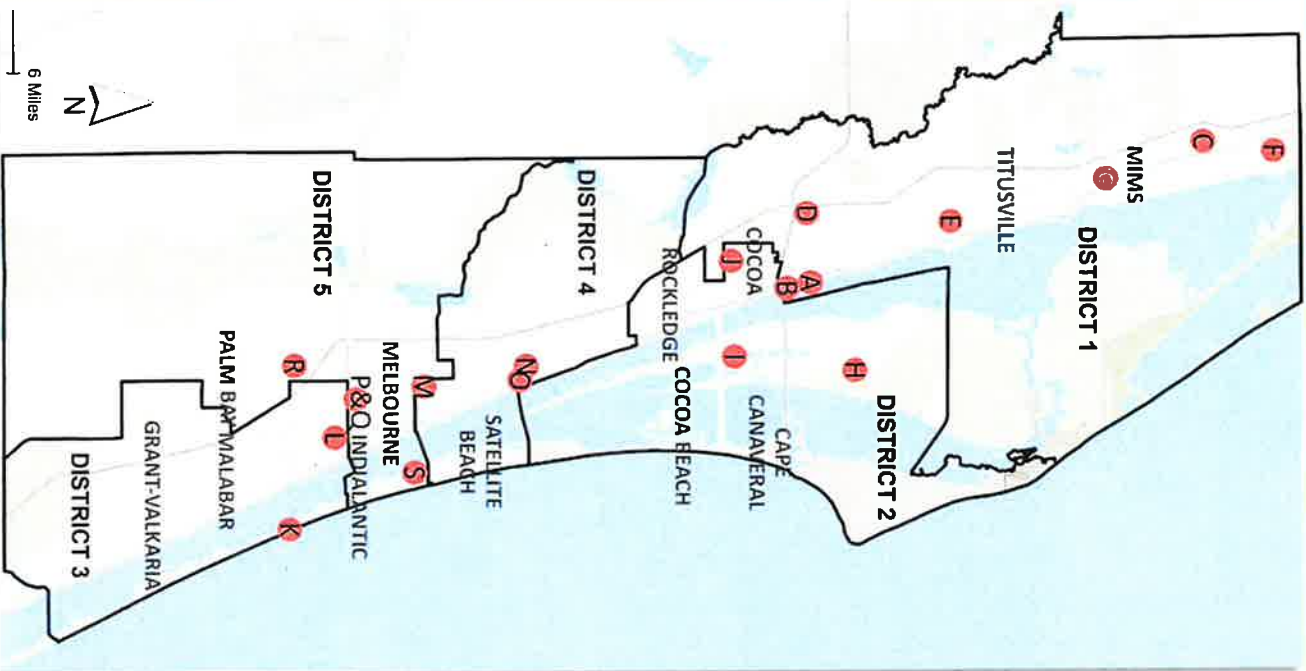 F
C
MIMS
G
DISTRICT 1
TITUSVILLE
E
DISTRICT 2
H
A
D
B
CAPE
CANAVERAL
COCOA
I
J
COCOA BEACH
ROCKLEDGE
DISTRICT 4
N
O
SATELLITE
BEACH
M
S
MELBOURNE
P&Q INDIALANTIC
L
DISTRICT 5
R
K
PALM BAY MALABAR
GRANT-VALKARIA
DISTRICT 3
N
6 Miles